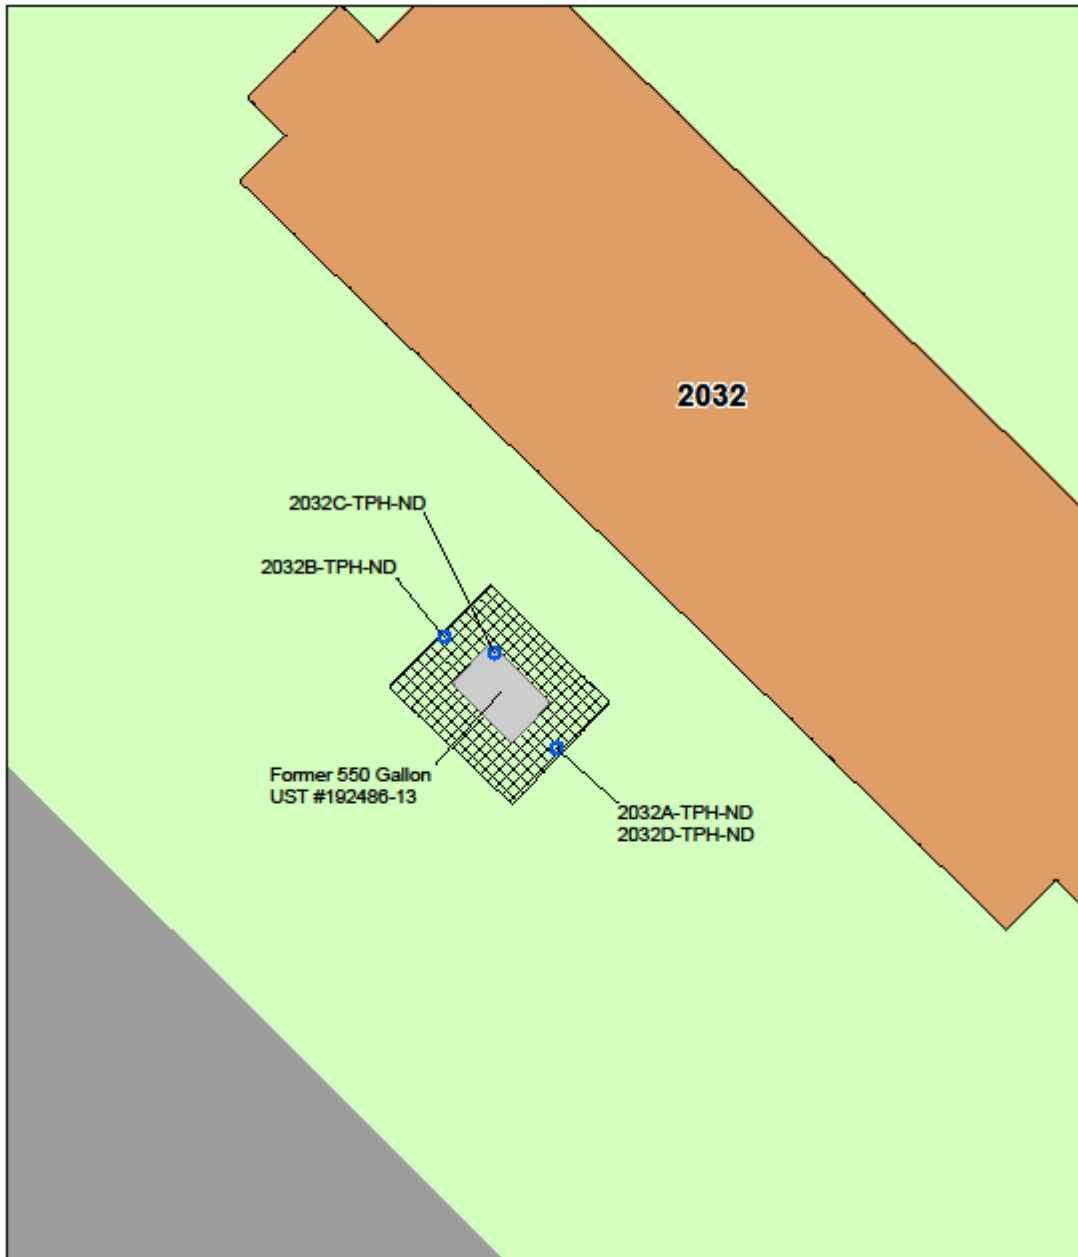 2032
2032C-TPH-ND
2032B-TPH-ND
Former 550 Gallon
UST #192486-13
2032A-TPH-ND
2032D-TPH-ND